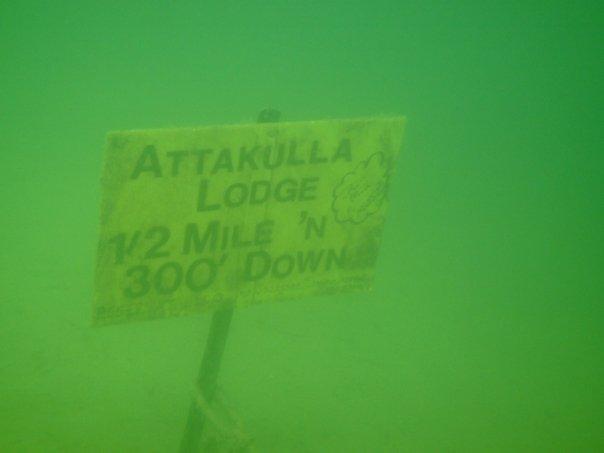 ATTAKULLA
LODGE
1/2 MILE 'N
300' DOWN